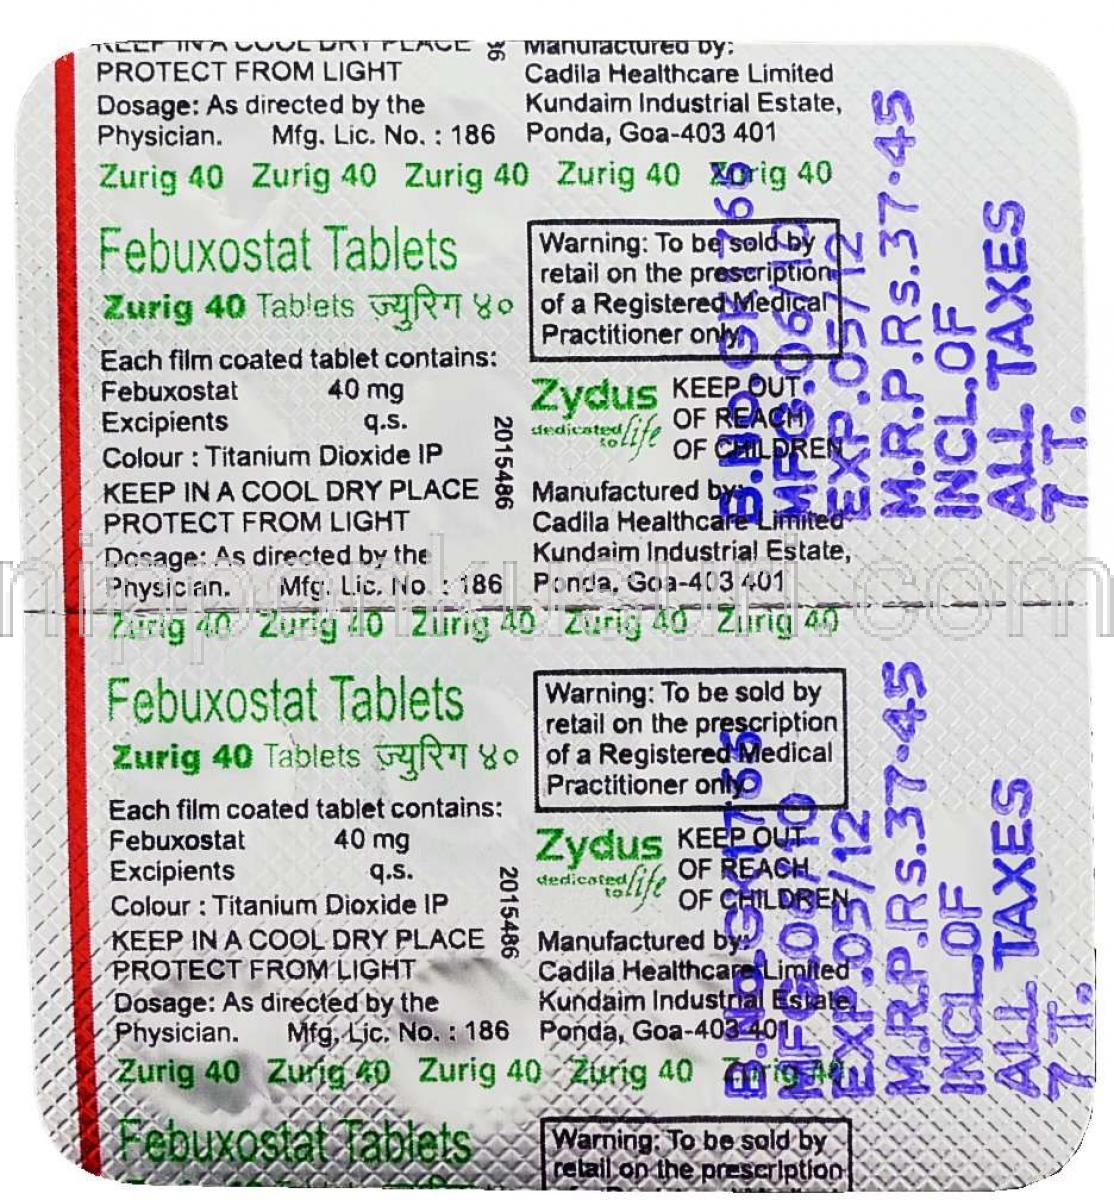 KEEP IN A COOL DRY PLACE
PROTECT FROM LIGHT
Dosage: As directed by the
Physician. Mfg. Lic. No. : 186
86
Manufactured by:
Cadila Healthcare Limited
Kundaim Industrial Estate,
Ponda, Goa-403 401
Zurig 40 Zurig 40 Zurig 40 Zurig 40 Zurig 40
Febuxostat Tablets
Zurig 40 Tablets ज़्युरिग ४०
Each film coated tablet contains:
Febuxostat 40 mg
Excipients q.s.
Colour : Titanium Dioxide IP
KEEP IN A COOL DRY PLACE
PROTECT FROM LIGHT
Dosage: As directed by the
Physician. Mfg. Lic. No. : 186
2015486
Warning: To be sold by
retail on the prescription
of a Registered Medical
Practitioner only.
Zydus
dedicated
to life
KEEP OUT
OF REACH
OF CHILDREN
Manufactured by:
Cadila Healthcare Limited
Kundaim Industrial Estate,
Ponda, Goa-403 401
B.NO.
MFG.06/10
EXP.05/12
M.R.P.Rs.37-45
INCL.OF
ALL TAXES
7 T.
nipponkusuri.com
Zurig 40 Zurig 40 Zurig 40 Zurig 40 Zurig 40
Febuxostat Tablets
Zurig 40 Tablets ज़्युरिग ४०
Each film coated tablet contains:
Febuxostat 40 mg
Excipients q.s.
Colour : Titanium Dioxide IP
KEEP IN A COOL DRY PLACE
PROTECT FROM LIGHT
Dosage: As directed by the
Physician. Mfg. Lic. No. : 186
2015486
Warning: To be sold by
retail on the prescription
of a Registered Medical
Practitioner only.
Zydus
dedicated
to life
KEEP OUT
OF REACH
OF CHILDREN
Manufactured by:
Cadila Healthcare Limited
Kundaim Industrial Estate,
Ponda, Goa-403 401
B.NO.
MFG.06/10
EXP.05/12
M.R.P.Rs.37-45
INCL.OF
ALL TAXES
7 T.
Zurig 40 Zurig 40 Zurig 40 Zurig 40 Zurig 40
Febuxostat Tablets
Warning: To be sold by
retail on the prescription